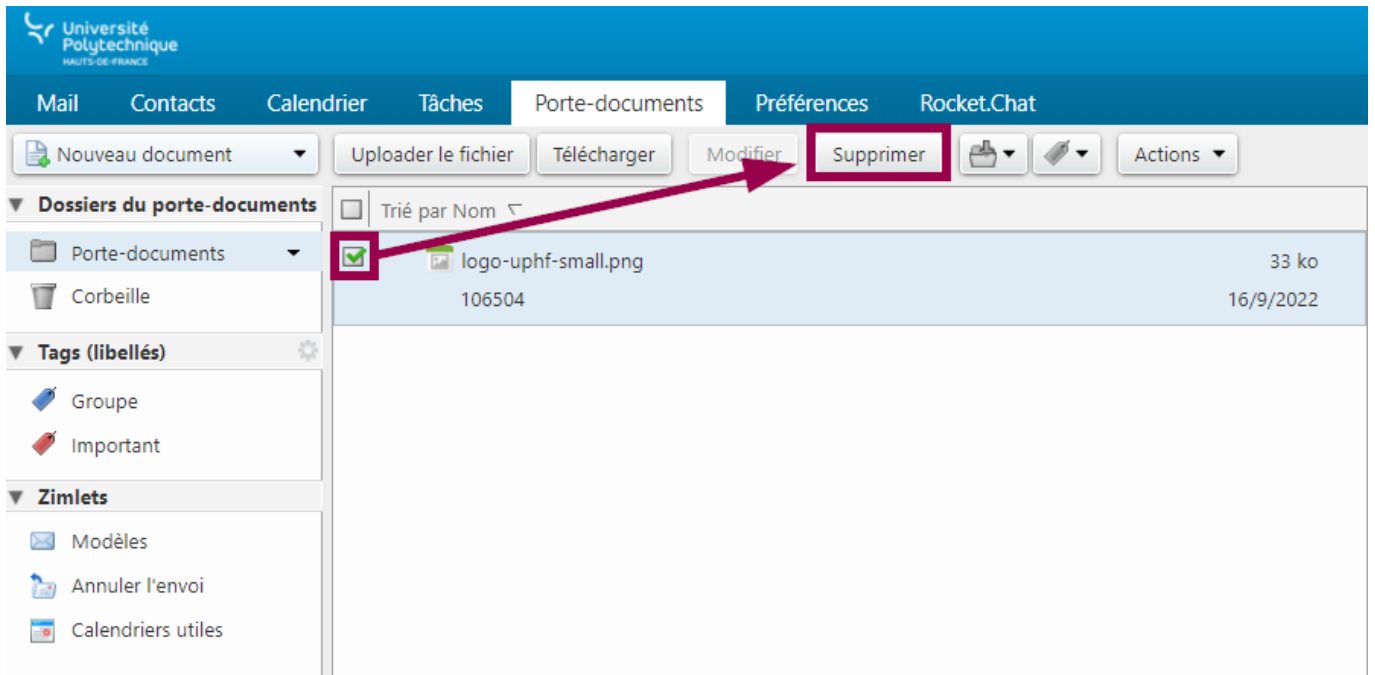 Université
Polytechnique
HAUTS-DE-FRANCE
Mail Contacts Calendrier Tâches Porte-documents Préférences Rocket.Chat
Nouveau document Uploader le fichier Télécharger Modifier Supprimer Actions
Dossiers du porte-documents Trié par Nom
Porte-documents logo-uphf-small.png 33 ko
Corbeille 106504 16/9/2022
Tags (libellés)
Groupe
Important
Zimlets
Modèles
Annuler l'envoi
Calendriers utiles